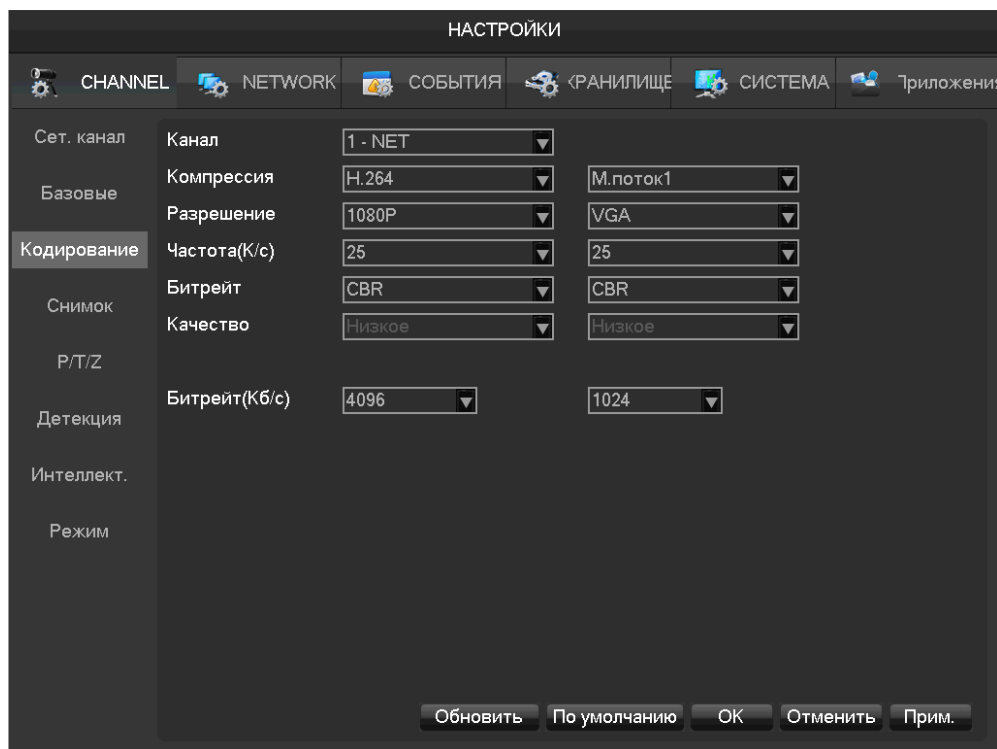 НАСТРОЙКИ
CHANNEL NETWORK СОБЫТИЯ ХРАНИЛИЩЕ СИСТЕМА Приложения
Сет. канал
Базовые
Кодирование
Снимок
P/T/Z
Детекция
Интеллект.
Режим
Канал 1 - NET
Компрессия H.264 М.поток1
Разрешение 1080P VGA
Частота(К/с) 25 25
Битрейт CBR CBR
Качество Низкое Низкое
Битрейт(Кб/с) 4096 1024
Обновить По умолчанию OK Отменить Прим.